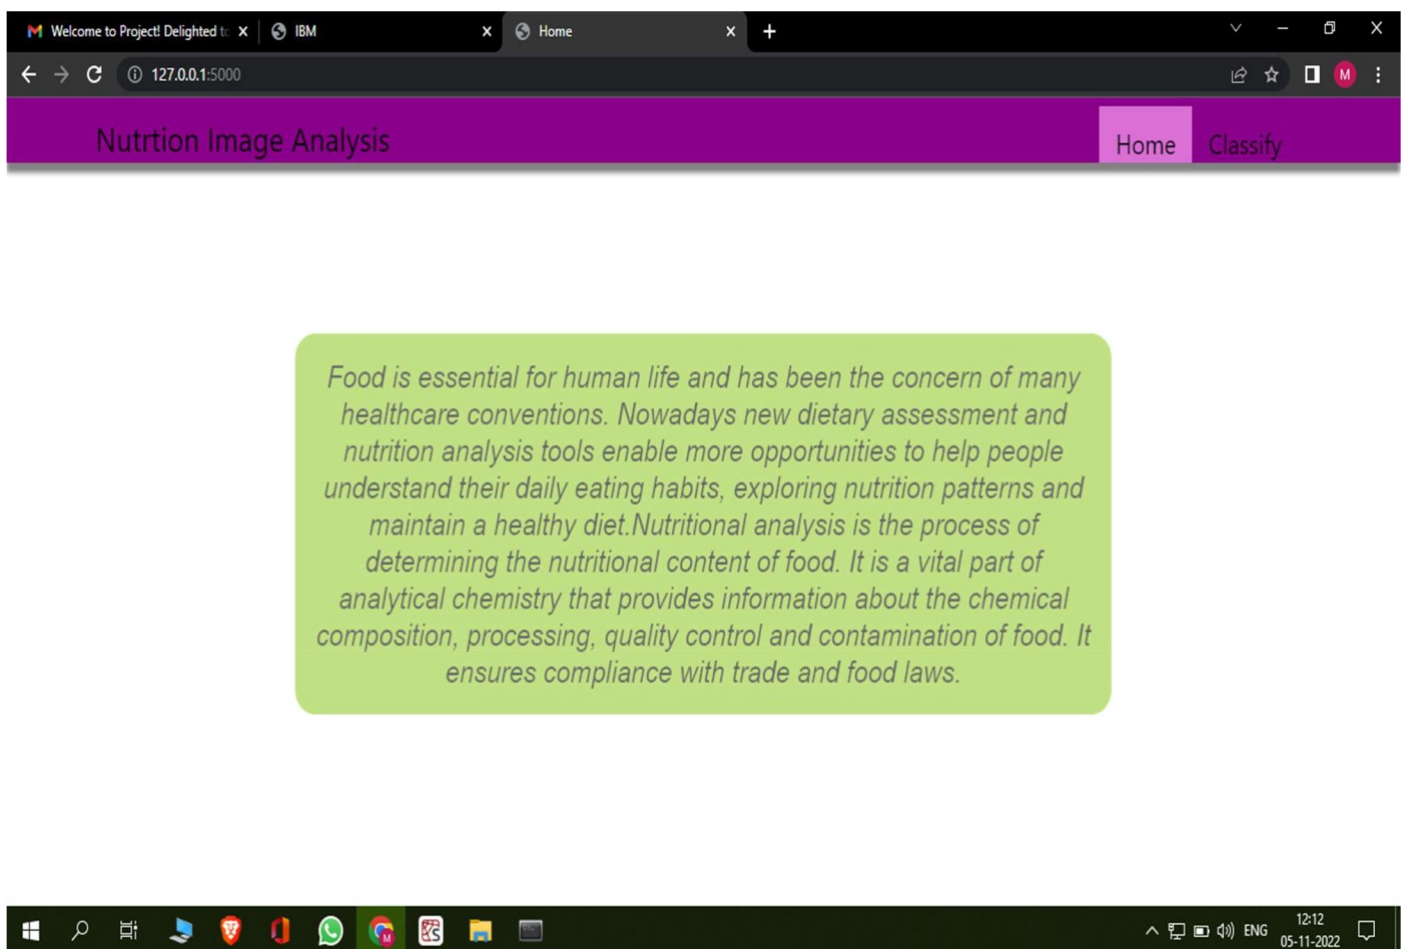 Welcome to Project! Delighted to
IBM
Home
127.0.0.1:5000
M
Nutrtion Image Analysis
Home
Classify
Food is essential for human life and has been the concern of many
healthcare conventions. Nowadays new dietary assessment and
nutrition analysis tools enable more opportunities to help people
understand their daily eating habits, exploring nutrition patterns and
maintain a healthy diet.Nutritional analysis is the process of
determining the nutritional content of food. It is a vital part of
analytical chemistry that provides information about the chemical
composition, processing, quality control and contamination of food. It
ensures compliance with trade and food laws.
ENG
12:12
05-11-2022